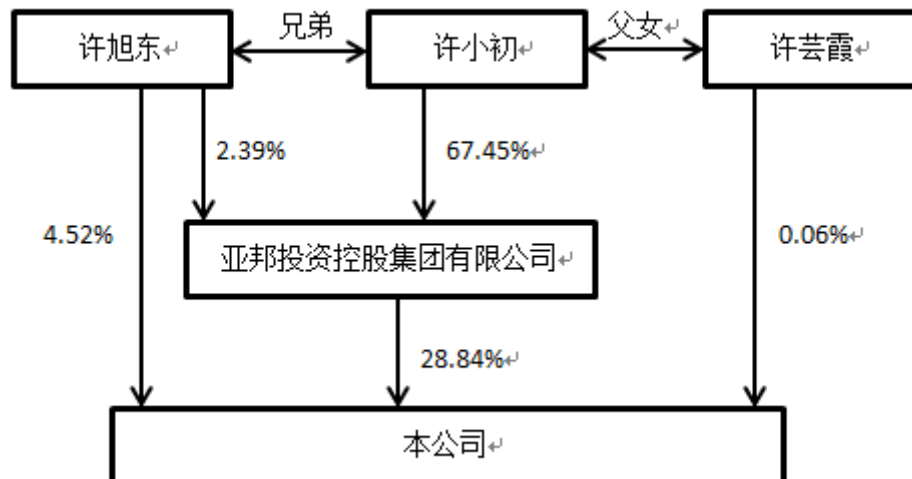 许旭东↵
兄弟
许小初↵
父女
许芸霞↵
2.39%
67.45%↵
4.52%
亚邦投资控股集团有限公司↵
0.06%↵
28.84%↵
本公司↵